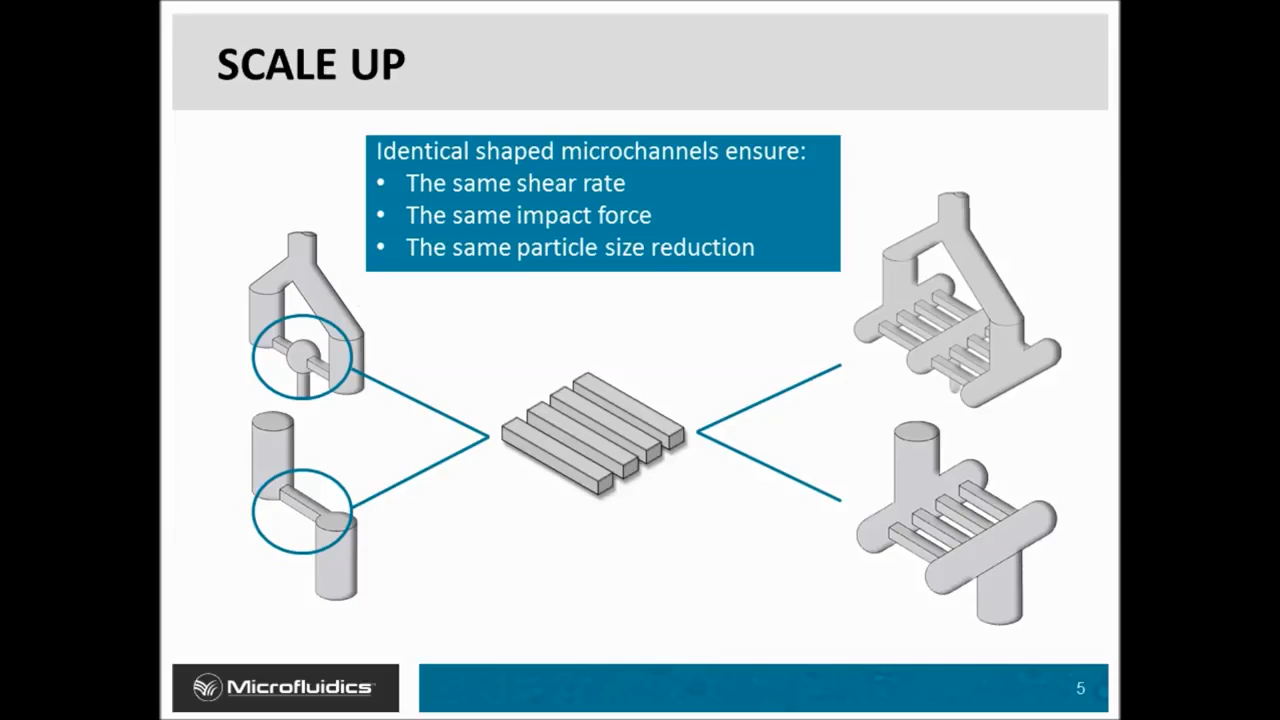 SCALE UP
Identical shaped microchannels ensure:
• The same shear rate
• The same impact force
• The same particle size reduction
Microfluidics
5